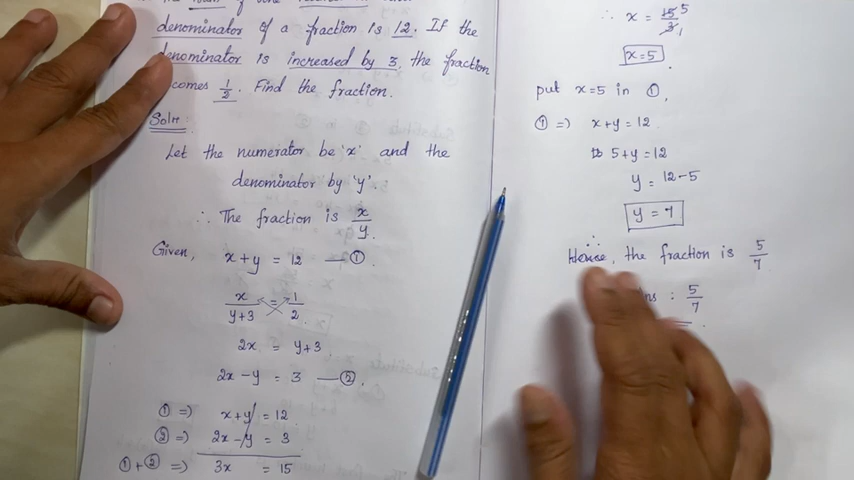 denominator of a fraction is 12. If the
denominator is increased by 3, the fraction
comes 1/2. Find the fraction.
Soln
Let the numerator be 'x' and the
denominator by 'y'.
∴ The fraction is x/y.
Given, x+y = 12 —①
x/y+3 = 1/2
2x = y+3
2x-y = 3 —②,
① => x+y = 12
② => 2x-y = 3
①+② => 3x = 15
∴ x = 15/3 5/1
x=5
put x=5 in ①,
① => x+y = 12
5+y = 12
y = 12-5
y = 7
∴ Hence, the fraction is 5/7
ns : 5/7